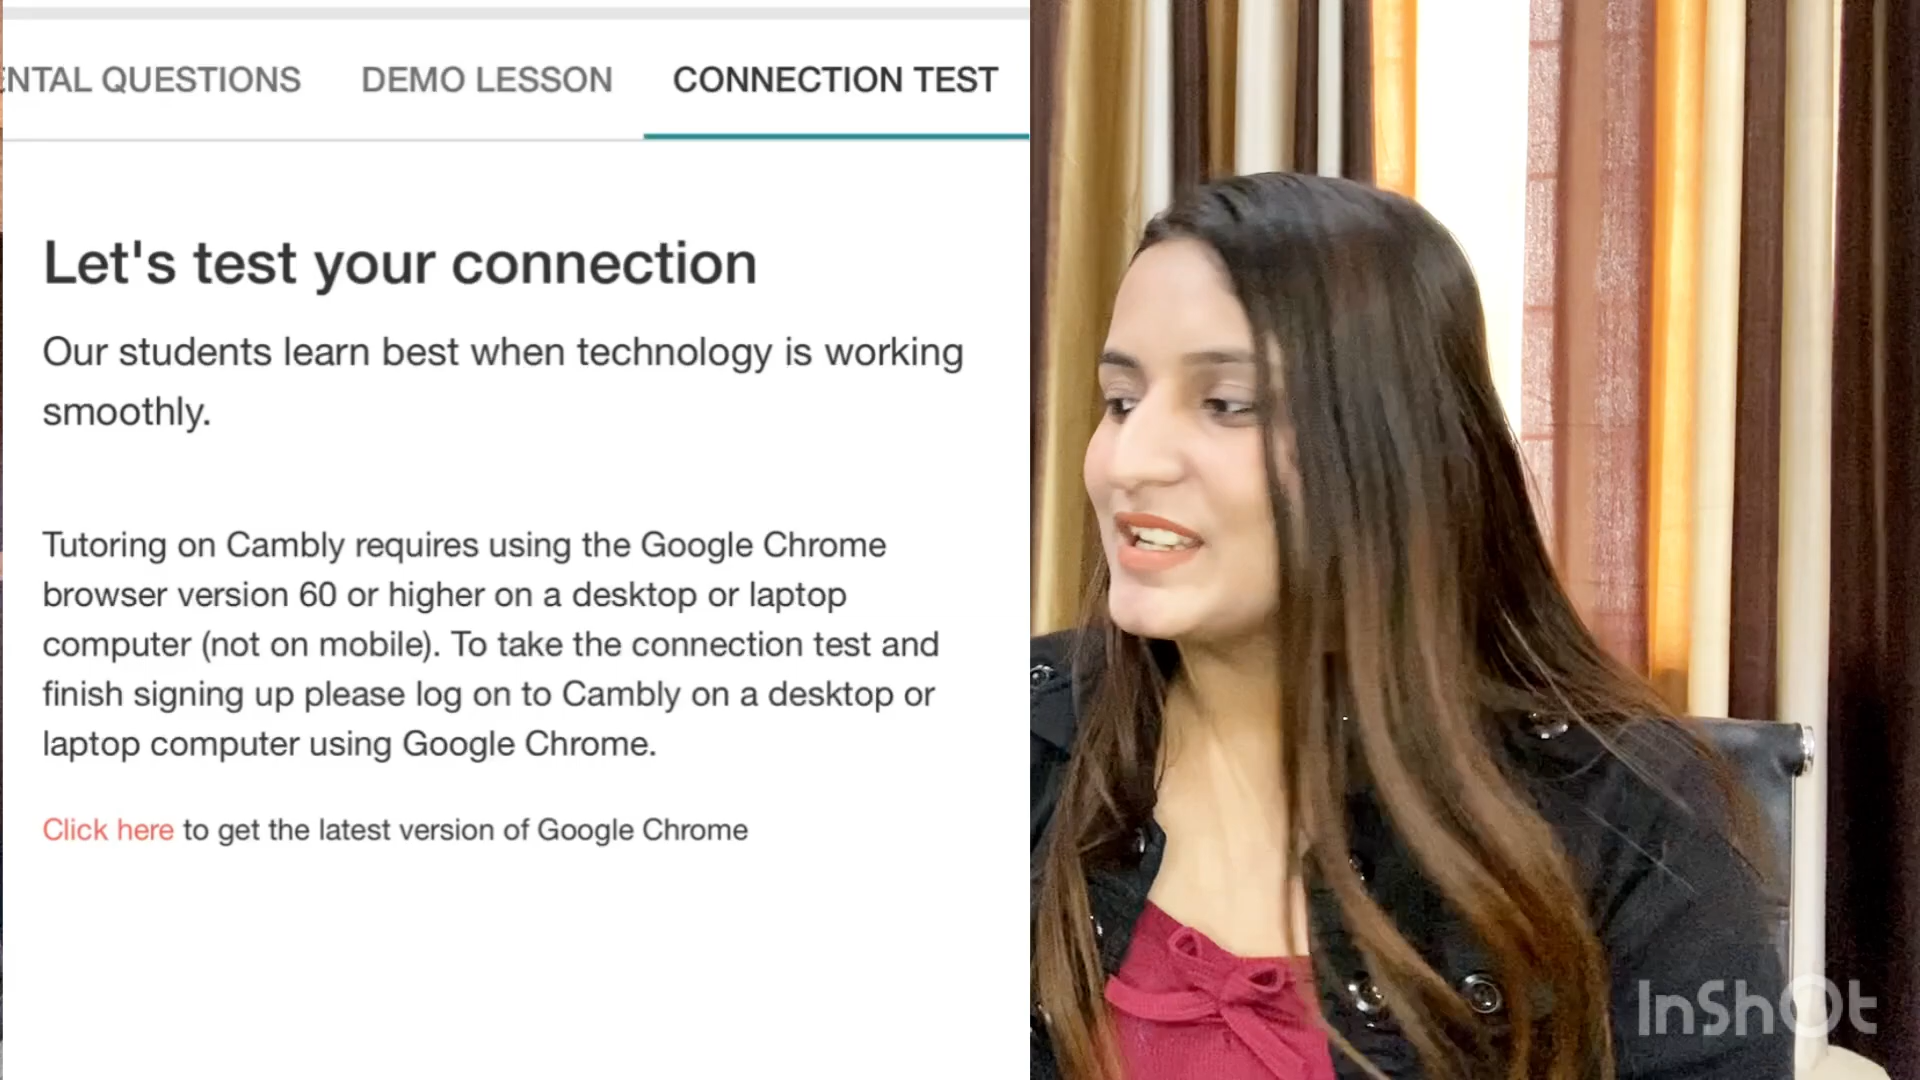 NTAL QUESTIONS DEMO LESSON CONNECTION TEST
Let's test your connection
Our students learn best when technology is working
smoothly.
Tutoring on Cambly requires using the Google Chrome
browser version 60 or higher on a desktop or laptop
computer (not on mobile). To take the connection test and
finish signing up please log on to Cambly on a desktop or
laptop computer using Google Chrome.
Click here to get the latest version of Google Chrome
InShOt